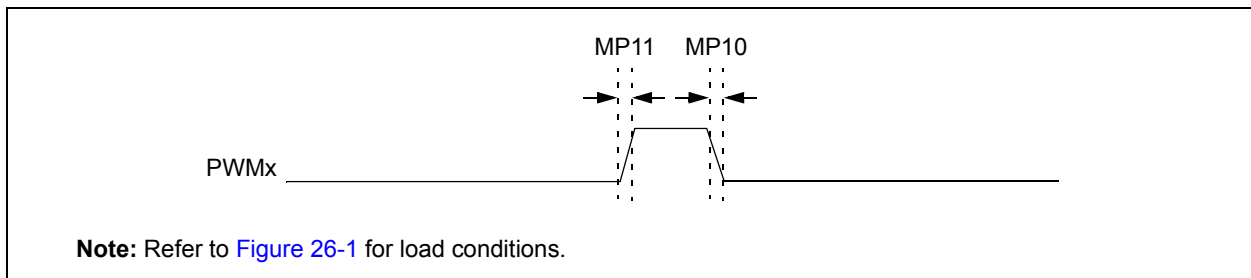 MP11 MP10
PWMx
Note: Refer to Figure 26-1 for load conditions.